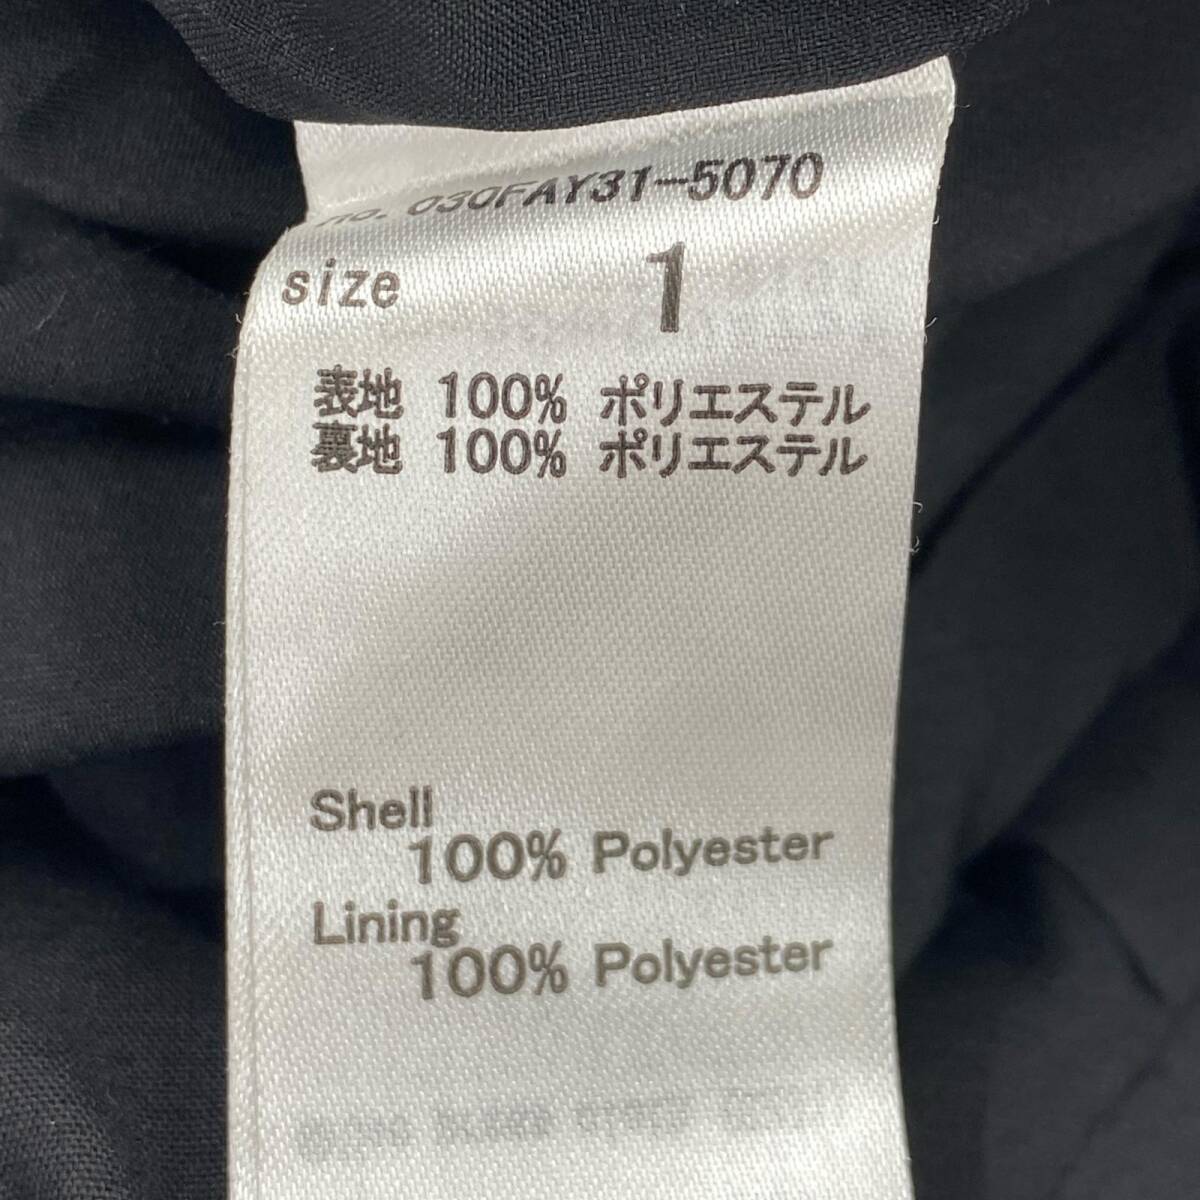 no. 030FAY31-5070
size 1
表地 100% ポリエステル
裏地 100% ポリエステル
Shell
100% Polyester
Lining
100% Polyester